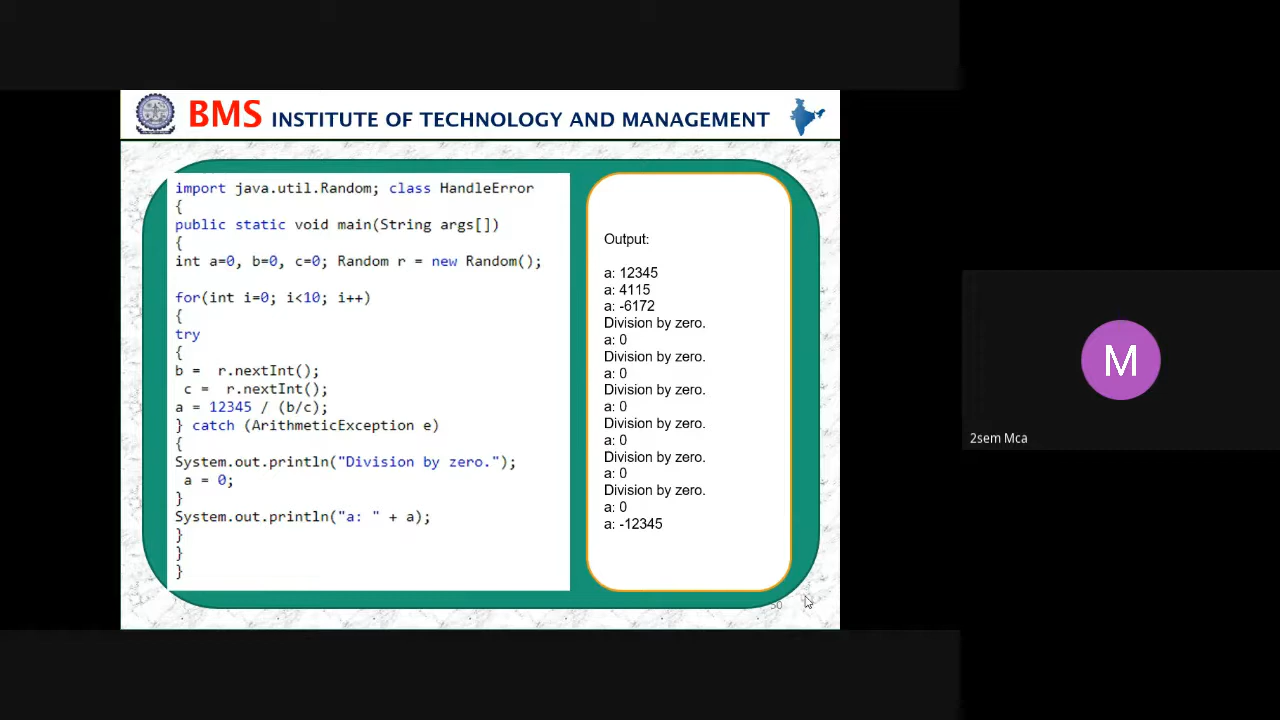 BMS INSTITUTE OF TECHNOLOGY AND MANAGEMENT
import java.util.Random; class HandleError
{
public static void main(String args[])
{
int a=0, b=0, c=0; Random r = new Random();
for(int i=0; i<10; i++)
{
try
{
b = r.nextInt();
c = r.nextInt();
a = 12345 / (b/c);
} catch (ArithmeticException e)
{
System.out.println("Division by zero.");
a = 0;
}
System.out.println("a: " + a);
}
}
}
Output:
a: 12345
a: 4115
a: -6172
Division by zero.
a: 0
Division by zero.
a: 0
Division by zero.
a: 0
Division by zero.
a: 0
Division by zero.
a: 0
Division by zero.
a: 0
a: -12345
50
M
2sem Mca